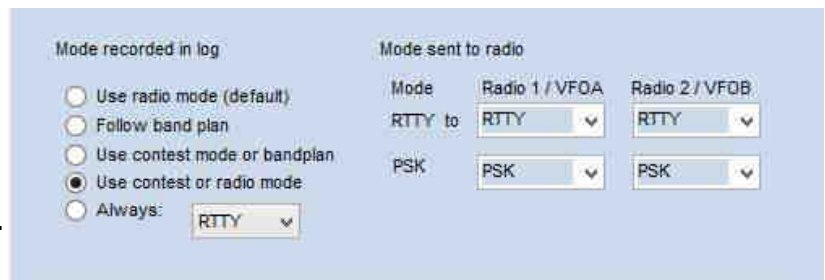 Mode recorded in log
Use radio mode (default)
Follow band plan
Use contest mode or bandplan
Use contest or radio mode
Always: RTTY
Mode sent to radio
Mode Radio 1 / VFOA Radio 2 / VFOB
RTTY to RTTY RTTY
PSK PSK PSK